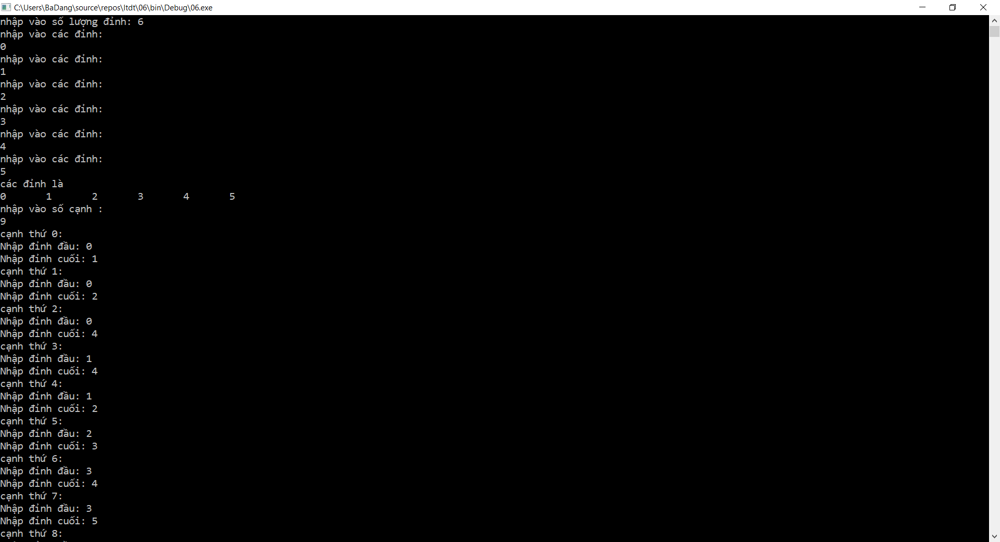 C:\Users\BaDang\source\repos\ltdt\06\bin\Debug\06.exe
nhập vào số lượng đỉnh: 6
nhập vào các đỉnh:
0
nhập vào các đỉnh:
1
nhập vào các đỉnh:
2
nhập vào các đỉnh:
3
nhập vào các đỉnh:
4
nhập vào các đỉnh:
5
các đỉnh là
0 1 2 3 4 5
nhập vào số cạnh :
9
cạnh thứ 0:
Nhập đỉnh đầu: 0
Nhập đỉnh cuối: 1
cạnh thứ 1:
Nhập đỉnh đầu: 0
Nhập đỉnh cuối: 2
cạnh thứ 2:
Nhập đỉnh đầu: 0
Nhập đỉnh cuối: 4
cạnh thứ 3:
Nhập đỉnh đầu: 1
Nhập đỉnh cuối: 4
cạnh thứ 4:
Nhập đỉnh đầu: 1
Nhập đỉnh cuối: 2
cạnh thứ 5:
Nhập đỉnh đầu: 2
Nhập đỉnh cuối: 3
cạnh thứ 6:
Nhập đỉnh đầu: 3
Nhập đỉnh cuối: 4
cạnh thứ 7:
Nhập đỉnh đầu: 3
Nhập đỉnh cuối: 5
cạnh thứ 8: